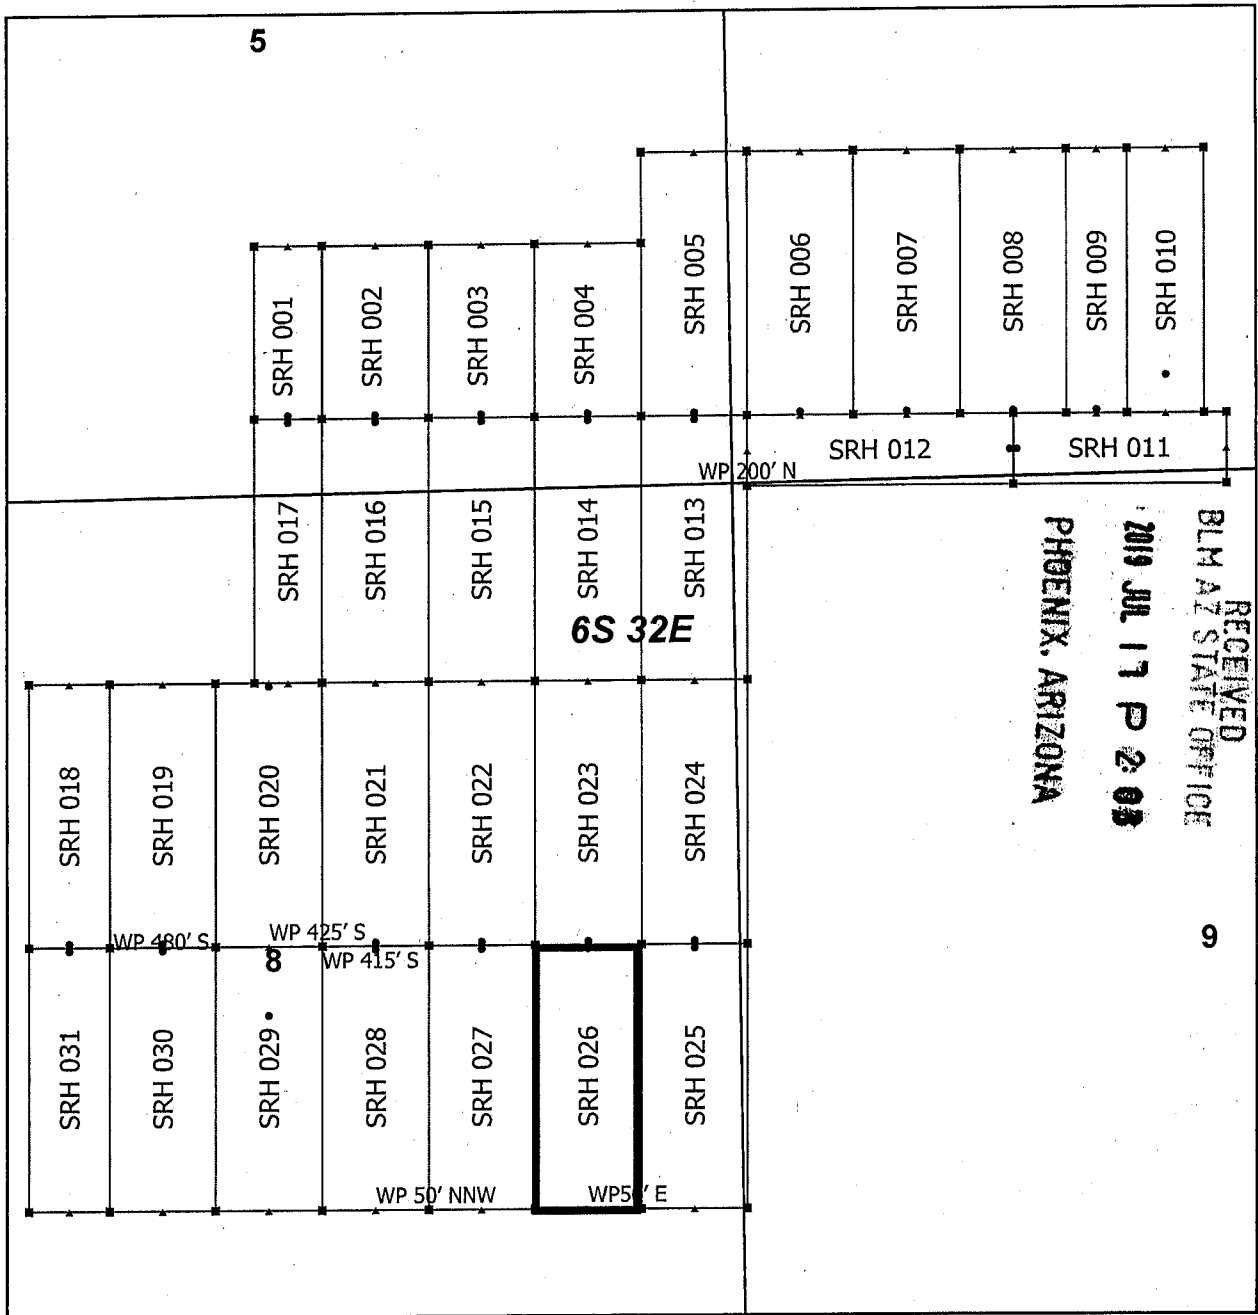 5
SRH 001
SRH 002
SRH 003
SRH 004
SRH 005
SRH 006
SRH 007
SRH 008
SRH 009
SRH 010
SRH 012
SRH 011
WP 200' N
SRH 017
SRH 016
SRH 015
SRH 014
SRH 013
6S 32E
RECEIVED
BLM AZ STATE OFFICE
2019 JUL 17 P 2:03
PHOENIX, ARIZONA
SRH 018
SRH 019
SRH 020
SRH 021
SRH 022
SRH 023
SRH 024
WP 480' S
WP 425' S
WP 415' S
8
9
SRH 031
SRH 030
SRH 029
SRH 028
SRH 027
SRH 026
SRH 025
WP 50' NNW
WP50' E